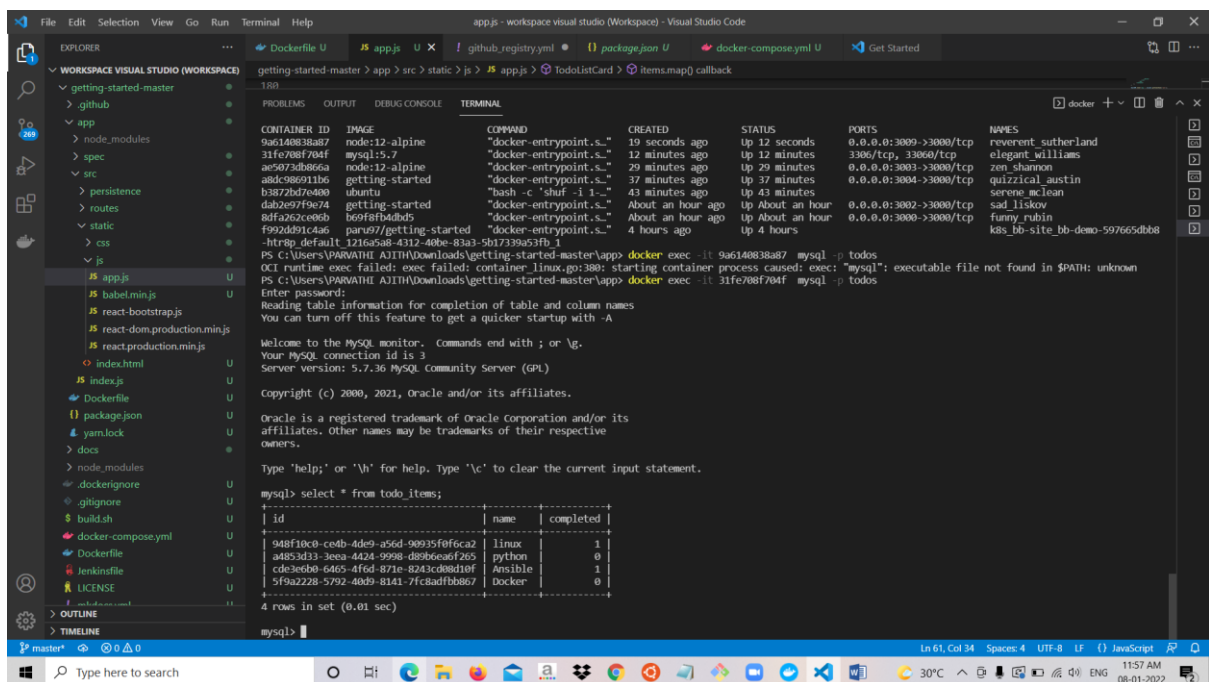 File Edit Selection View Go Run Terminal Help
app.js - workspace visual studio (Workspace) - Visual Studio Code
EXPLORER
Dockerfile U
JS app.js U
! github_registry.yml
{} package.json U
docker-compose.yml U
Get Started
WORKSPACE VISUAL STUDIO (WORKSPACE)
getting-started-master > app > src > static > js > JS app.js > TodoListCard > items.map() callback
180
getting-started-master
.github
app
node_modules
spec
src
persistence
routes
static
css
js
JS app.js U
JS babel.min.js U
JS react-bootstrap.js
JS react-dom.production.min.js
JS react.production.min.js
<> index.html U
JS index.js U
Dockerfile U
{} package.json U
yarn.lock U
docs
node_modules
.dockerignore U
.gitignore U
$ build.sh U
docker-compose.yml U
Dockerfile U
Jenkinsfile U
LICENSE U
OUTLINE
TIMELINE
1
269
PROBLEMS OUTPUT DEBUG CONSOLE TERMINAL
docker
CONTAINER ID IMAGE COMMAND CREATED STATUS PORTS NAMES
9a6140838a87 node:12-alpine "docker-entrypoint.s…" 19 seconds ago Up 12 seconds 0.0.0.0:3009->3000/tcp reverent_sutherland
31fe708f704f mysql:5.7 "docker-entrypoint.s…" 12 minutes ago Up 12 minutes 3306/tcp, 33060/tcp elegant_williams
ae5073db866a node:12-alpine "docker-entrypoint.s…" 29 minutes ago Up 29 minutes 0.0.0.0:3003->3000/tcp zen_shannon
a8dc986911b6 getting-started "docker-entrypoint.s…" 37 minutes ago Up 37 minutes 0.0.0.0:3004->3000/tcp quizzical_austin
b3872bd7e400 ubuntu "bash -c 'shuf -i 1-…" 43 minutes ago Up 43 minutes serene_mclean
dab2e97f9e74 getting-started "docker-entrypoint.s…" About an hour ago Up About an hour 0.0.0.0:3002->3000/tcp sad_liskov
8dfa262ce06b b69f8fb4dbd5 "docker-entrypoint.s…" About an hour ago Up About an hour 0.0.0.0:3000->3000/tcp funny_rubin
f992dd91c4a6 paru97/getting-started "docker-entrypoint.s…" 4 hours ago Up 4 hours k8s_bb-site_bb-demo-597665dbb8
-htr8p_default_1216a5a8-4312-40be-83a3-5b17339a53fb_1
PS C:\Users\PARVATHI AJITH\Downloads\getting-started-master\app> docker exec -it 9a6140838a87 mysql -p todos
OCI runtime exec failed: exec failed: container_linux.go:380: starting container process caused: exec: "mysql": executable file not found in $PATH: unknown
PS C:\Users\PARVATHI AJITH\Downloads\getting-started-master\app> docker exec -it 31fe708f704f mysql -p todos
Enter password:
Reading table information for completion of table and column names
You can turn off this feature to get a quicker startup with -A
Welcome to the MySQL monitor. Commands end with ; or \g.
Your MySQL connection id is 3
Server version: 5.7.36 MySQL Community Server (GPL)
Copyright (c) 2000, 2021, Oracle and/or its affiliates.
Oracle is a registered trademark of Oracle Corporation and/or its
affiliates. Other names may be trademarks of their respective
owners.
Type 'help;' or '\h' for help. Type '\c' to clear the current input statement.
mysql> select * from todo_items;
| id | name | completed |
| 948f10c0-ce4b-4de9-a56d-90935f0f6ca2 | linux | 1 |
| a4853d33-3eea-4424-9998-d89b6ea6f265 | python | 0 |
| cde3e6b0-6465-4f6d-871e-8243cd08d10f | Ansible | 1 |
| 5f9a2228-5792-40d9-8141-7fc8adfbb867 | Docker | 0 |
4 rows in set (0.01 sec)
mysql>
master* 0 0 Ln 61, Col 34 Spaces: 4 UTF-8 LF {} JavaScript
Type here to search
30°C ENG 11:57 AM
08-01-2022
2